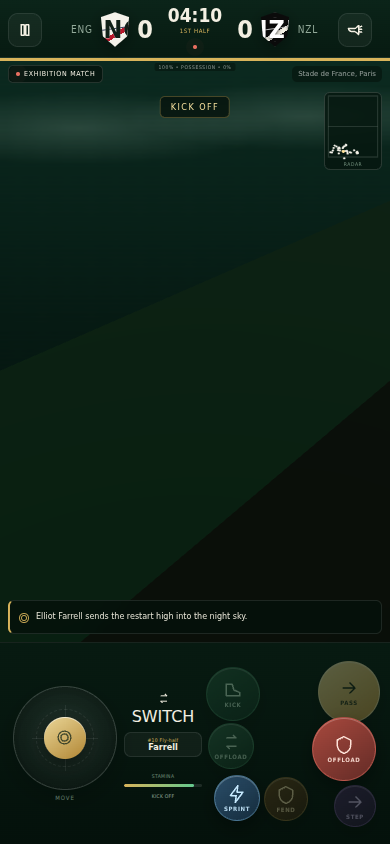 ENG
N
0
04:10
1ST HALF
0
Z
NZL
EXHIBITION MATCH
100% • POSSESSION • 0%
Stade de France, Paris
KICK OFF
RADAR
Elliot Farrell sends the restart high into the night sky.
SWITCH
#10 Fly-half
Farrell
STAMINA
KICK OFF
MOVE
KICK
PASS
OFFLOAD
OFFLOAD
SPRINT
FEND
STEP